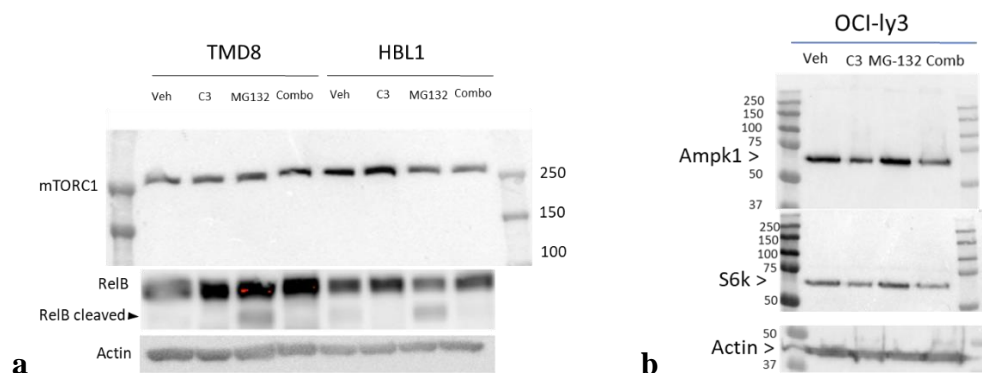 TMD8 HBL1
Veh C3 MG132 Combo Veh C3 MG132 Combo
mTORC1
250
150
100
RelB
RelB cleaved
Actin
a
OCI-ly3
Veh C3 MG-132 Comb
250
150
100
75
Ampk1 >
50
37
250
150
100
75
S6k >
50
50
Actin >
37
b